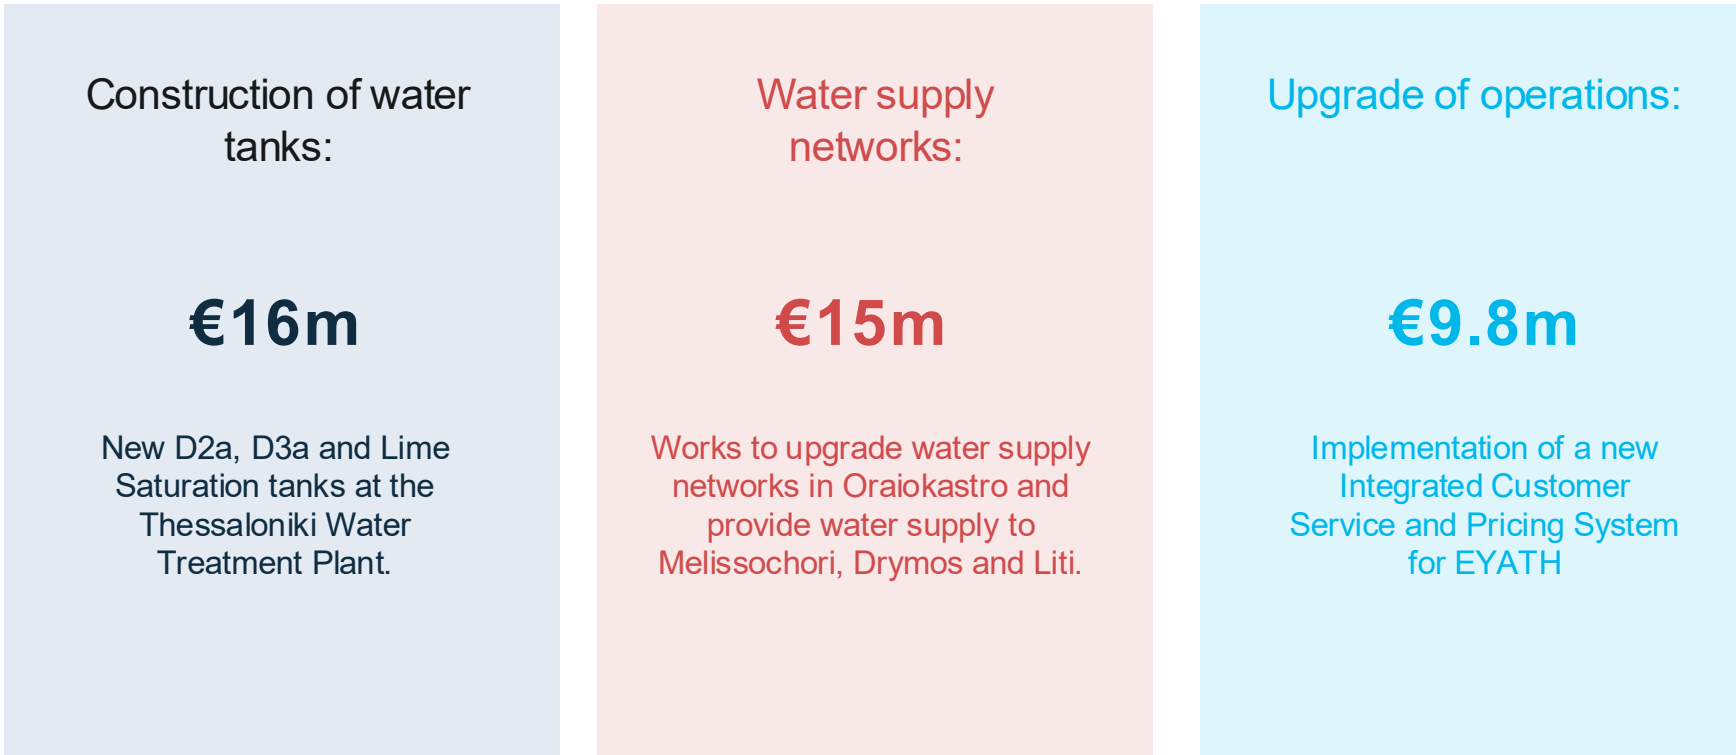 Construction of water
tanks:
€16m
New D2a, D3a and Lime
Saturation tanks at the
Thessaloniki Water
Treatment Plant.
Water supply
networks:
€15m
Works to upgrade water supply
networks in Oraiokastro and
provide water supply to
Melissochori, Drymos and Liti.
Upgrade of operations:
€9.8m
Implementation of a new
Integrated Customer
Service and Pricing System
for EYATH